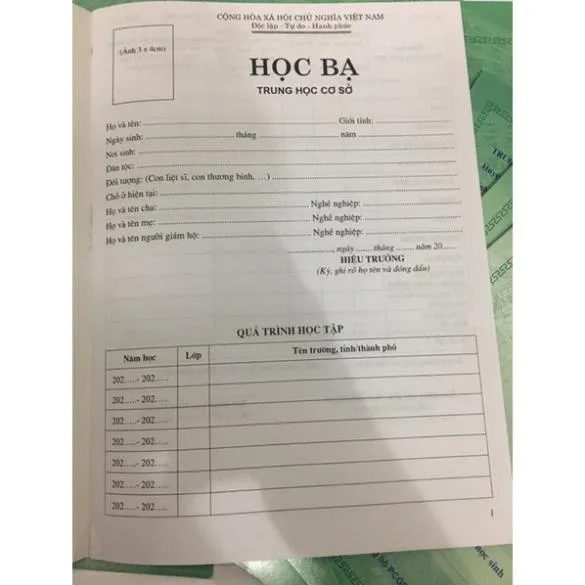 CỘNG HÒA XÃ HỘI CHỦ NGHĨA VIỆT NAM
Độc lập - Tự do - Hạnh phúc
(Ảnh 3 x 4cm)
HỌC BẠ
TRUNG HỌC CƠ SỞ
Họ và tên: ........ Giới tính: ........
Ngày sinh: ........ tháng ........ năm ........
Nơi sinh: ........
Dân tộc: ........
Đối tượng: (Con liệt sĩ, con thương binh, ...) ........
Chỗ ở hiện tại: ........
Họ và tên cha: ........ Nghề nghiệp: ........
Họ và tên mẹ: ........ Nghề nghiệp: ........
Họ và tên người giám hộ: ........ Nghề nghiệp: ........
........, ngày ...... tháng ...... năm 20......
HIỆU TRƯỞNG
(Ký, ghi rõ họ tên và đóng dấu)
QUÁ TRÌNH HỌC TẬP
Năm học Lớp Tên trường, tỉnh/thành phố
202.....- 202.....
202.....- 202.....
202.....- 202.....
202.....- 202.....
202.....- 202.....
202.....- 202.....
202.....- 202.....
1
học sinh